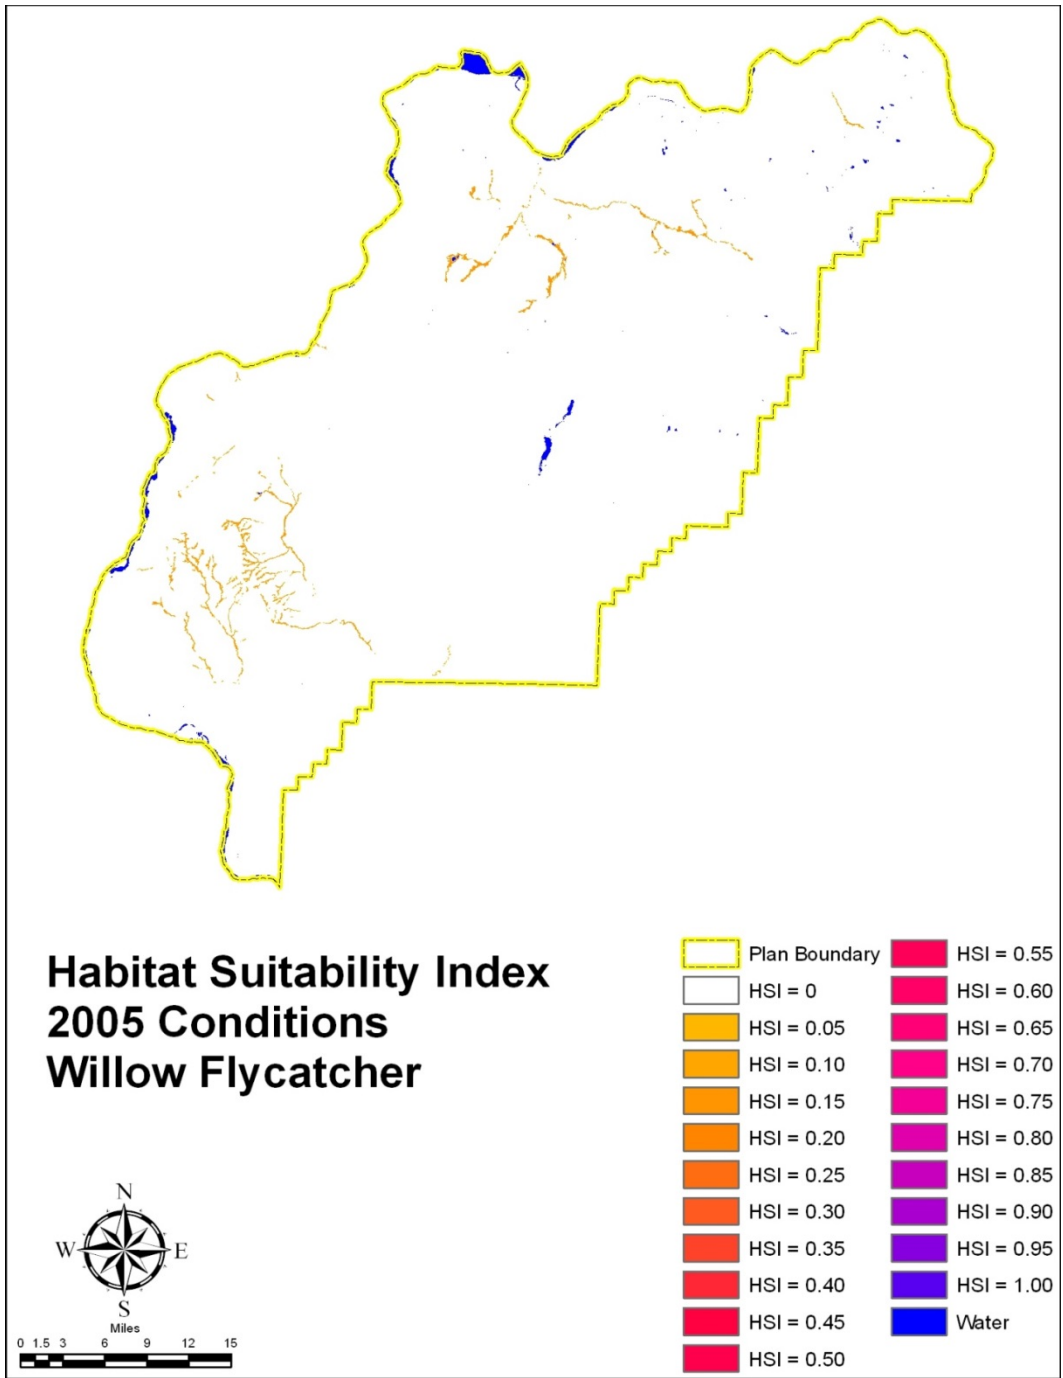 Habitat Suitability Index
2005 Conditions
Willow Flycatcher
N
W E
S
Miles
0 1.5 3 6 9 12 15
Plan Boundary
HSI = 0
HSI = 0.05
HSI = 0.10
HSI = 0.15
HSI = 0.20
HSI = 0.25
HSI = 0.30
HSI = 0.35
HSI = 0.40
HSI = 0.45
HSI = 0.50
HSI = 0.55
HSI = 0.60
HSI = 0.65
HSI = 0.70
HSI = 0.75
HSI = 0.80
HSI = 0.85
HSI = 0.90
HSI = 0.95
HSI = 1.00
Water